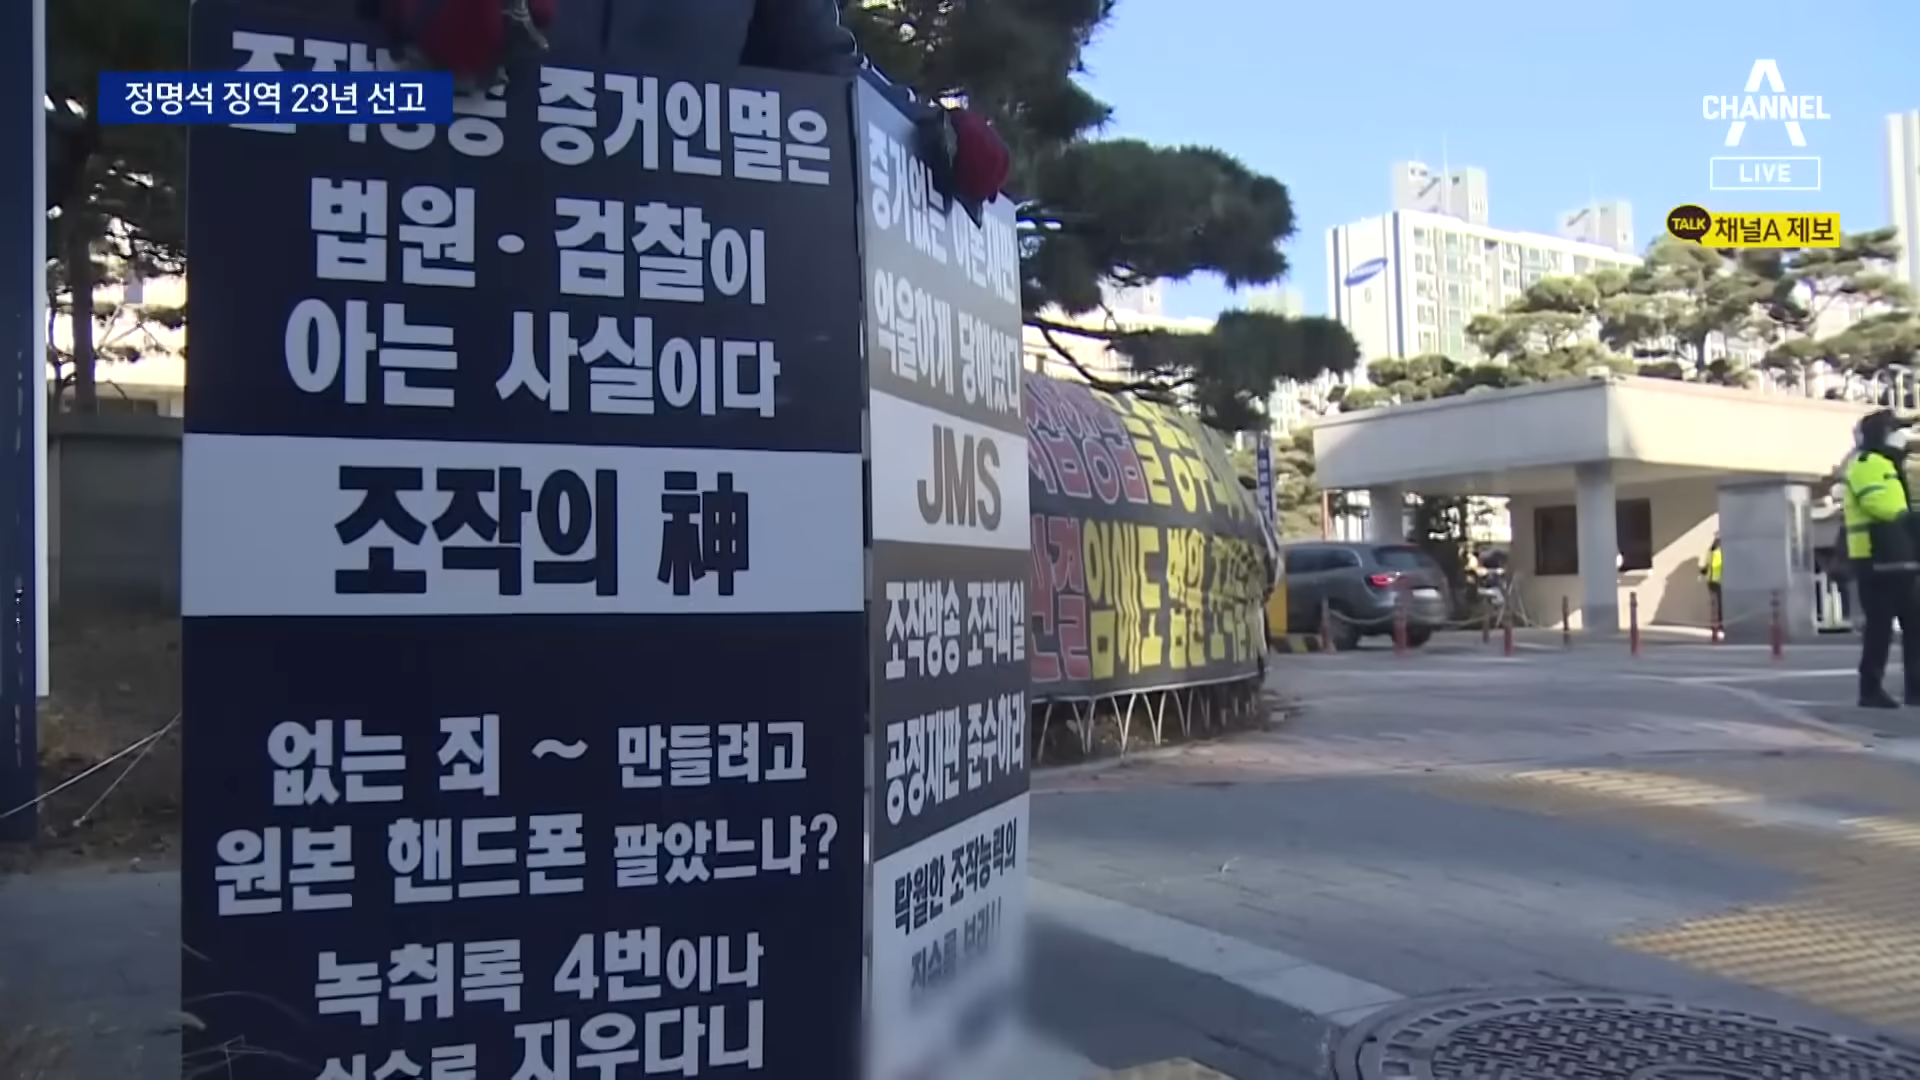 정명석 징역 23년 선고
CHANNEL A
LIVE
TALK 채널A 제보
증거인멸은
법원·검찰이
아는 사실이다
조작의 神
없는 죄 ~ 만들려고
원본 핸드폰 팔았느냐?
녹취록 4번이나
지우다니
증거없는
억울하게 당해왔다
JMS
조작방송 조작파일
공정재판 준수하라
탁월한 조작능력의
SAMSUNG